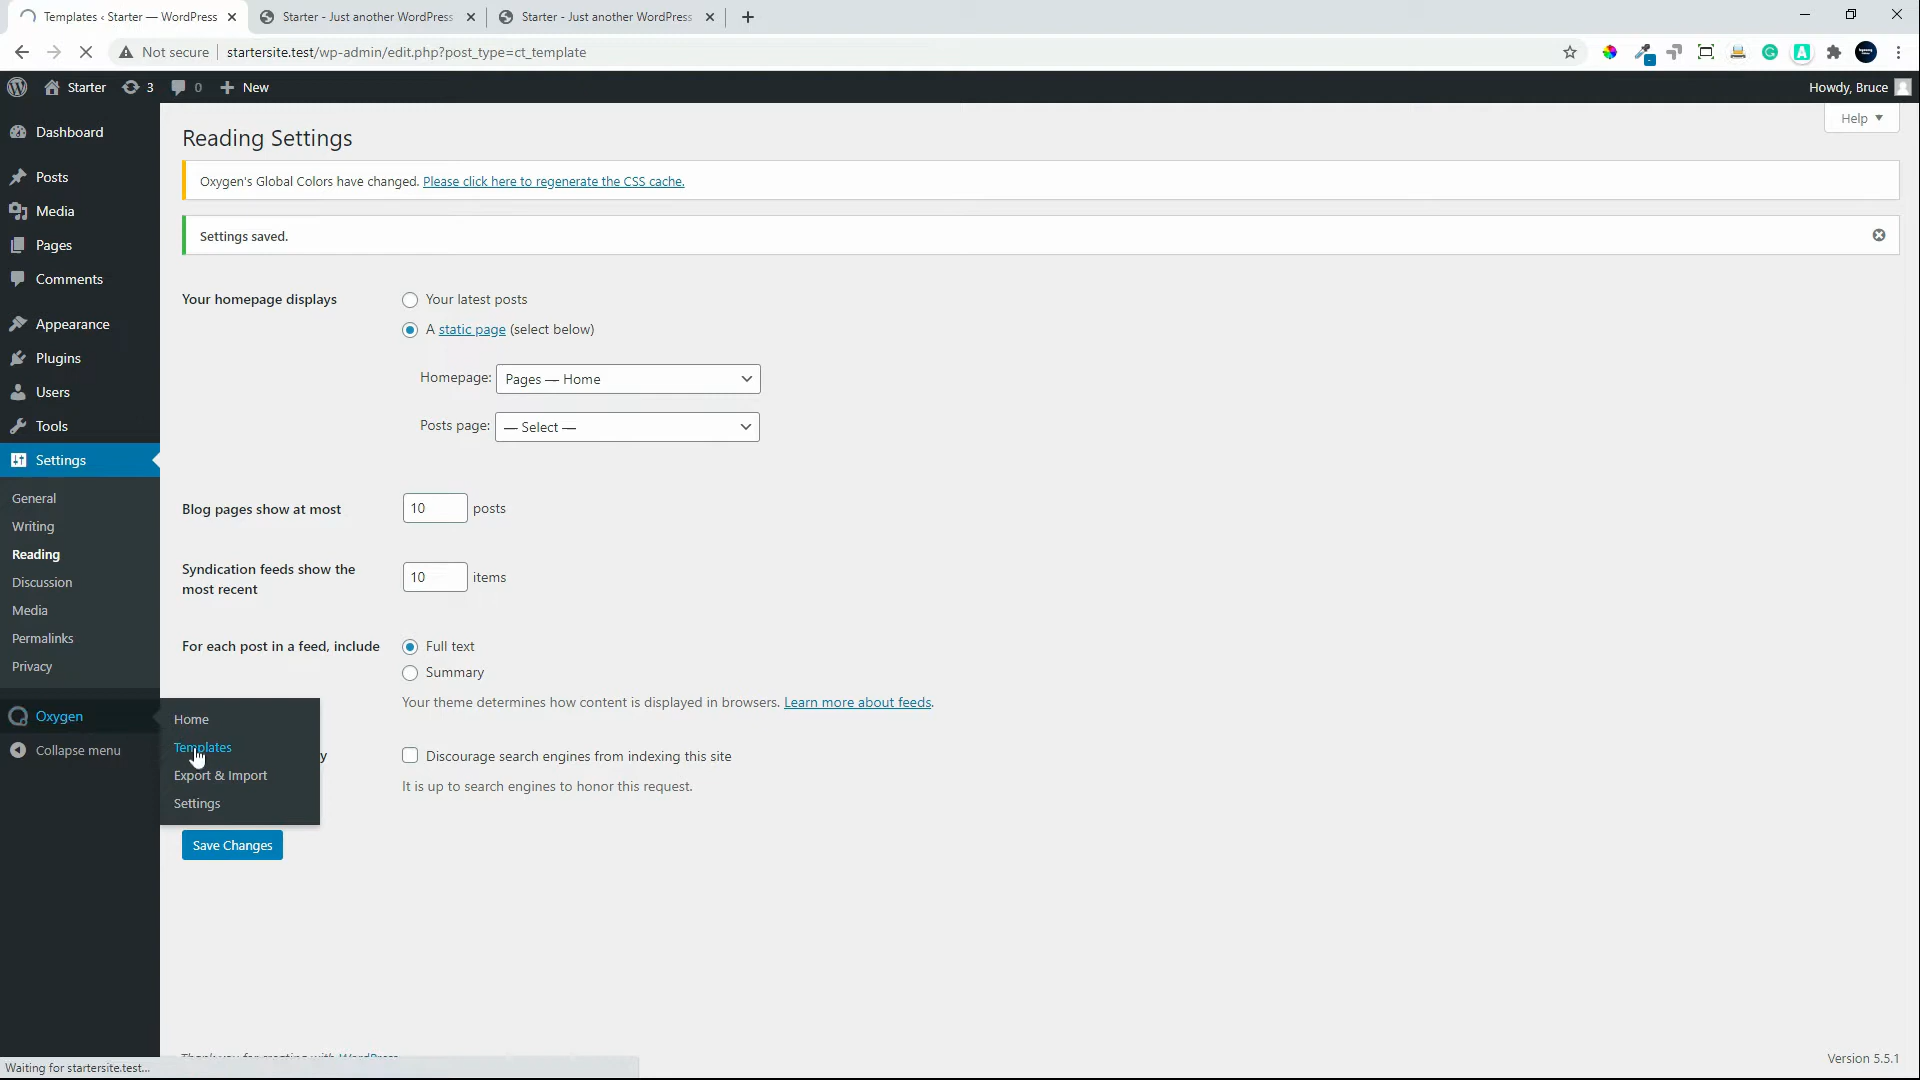 Templates ‹ Starter — WordPress
Starter - Just another WordPress
Starter - Just another WordPress
Not secure
startersite.test/wp-admin/edit.php?post_type=ct_template
Starter
3
0
New
Howdy, Bruce
Dashboard
Posts
Media
Pages
Comments
Appearance
Plugins
Users
Tools
Settings
General
Writing
Reading
Discussion
Media
Permalinks
Privacy
Oxygen
Collapse menu
Home
Templates
Export & Import
Settings
Help
Reading Settings
Oxygen's Global Colors have changed. Please click here to regenerate the CSS cache.
Settings saved.
Your homepage displays
Your latest posts
A static page (select below)
Homepage: Pages — Home
Posts page: — Select —
Blog pages show at most
10 posts
Syndication feeds show the
most recent
10 items
For each post in a feed, include
Full text
Summary
Your theme determines how content is displayed in browsers. Learn more about feeds.
y
Discourage search engines from indexing this site
It is up to search engines to honor this request.
Save Changes
Thank you for creating with WordPress
Version 5.5.1
Waiting for startersite.test...